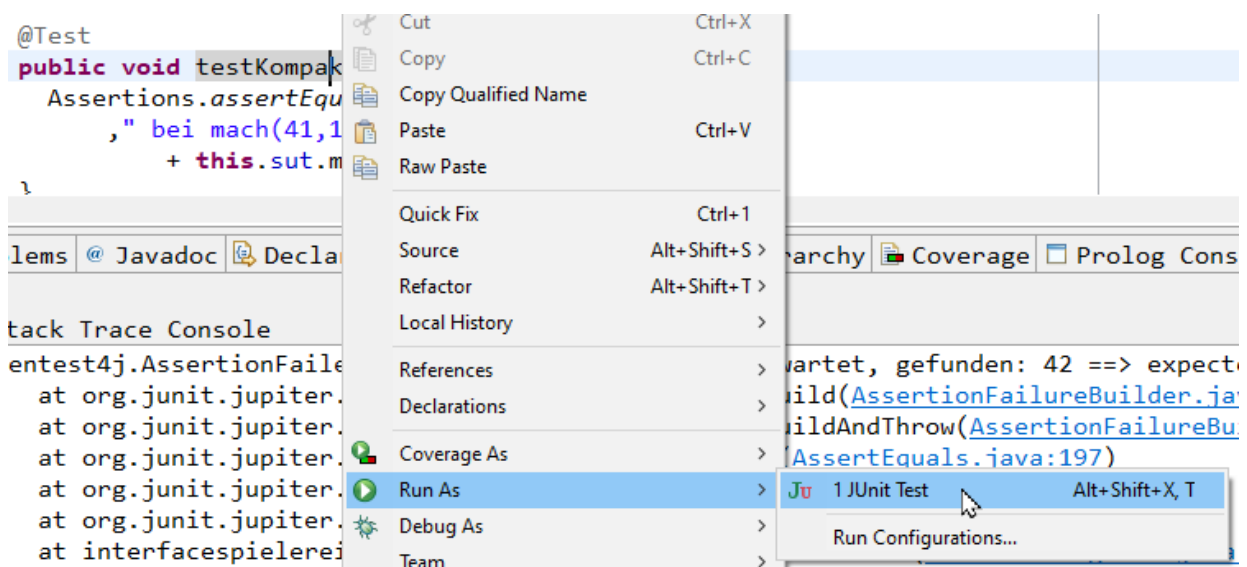 @Test
public void testKompak
Assertions.assertEqu
," bei mach(41,1
+ this.sut.m
}
Cut Ctrl+X
Copy Ctrl+C
Copy Qualified Name
Paste Ctrl+V
Raw Paste
Quick Fix Ctrl+1
Source Alt+Shift+S >
Refactor Alt+Shift+T >
Local History >
References >
Declarations >
Coverage As >
Run As >
Debug As >
Team >
1 JUnit Test Alt+Shift+X, T
Run Configurations...
lems @ Javadoc Decla
rarchy Coverage Prolog Cons
tack Trace Console
entest4j.AssertionFaile
wartet, gefunden: 42 ==> expect
at org.junit.jupiter.
uild(AssertionFailureBuilder.jav
at org.junit.jupiter.
uildAndThrow(AssertionFailureBu
at org.junit.jupiter.
(AssertEquals.java:197)
at org.junit.jupiter.
at org.junit.jupiter.
at interfacespielerei